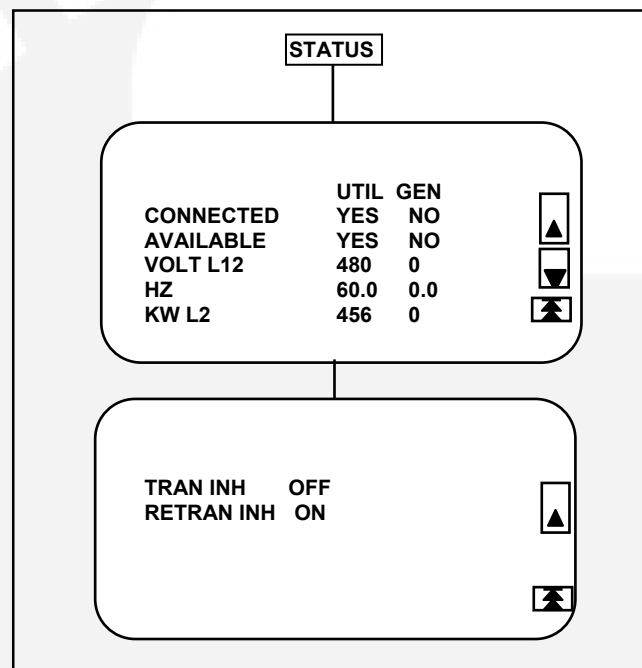 STATUS
UTIL GEN
CONNECTED YES NO
AVAILABLE YES NO
VOLT L12 480 0
HZ 60.0 0.0
KW L2 456 0
TRAN INH OFF
RETRAN INH ON